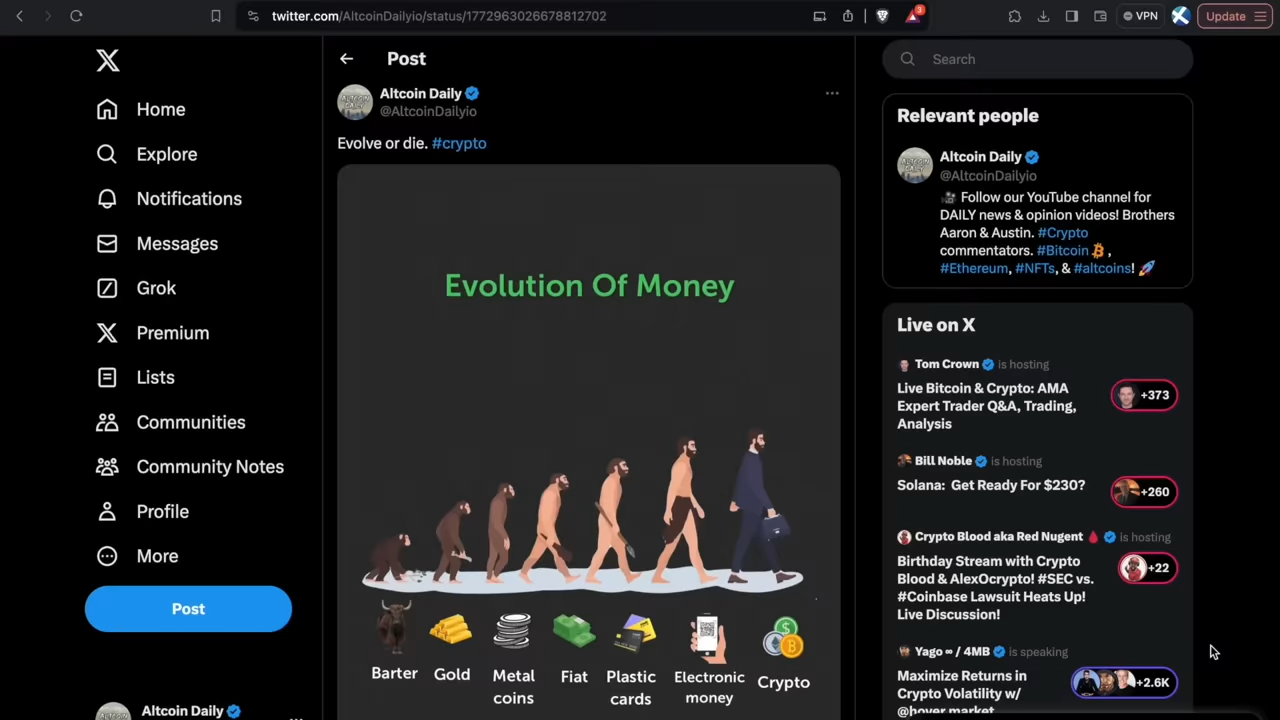 twitter.com/AltcoinDailyio/status/1772963026678812702
3
VPN
Update
Home
Explore
Notifications
Messages
Grok
Premium
Lists
Communities
Community Notes
Profile
More
Post
Altcoin Daily
Post
Altcoin Daily
@AltcoinDailyio
Evolve or die. #crypto
Evolution Of Money
Barter
Gold
Metal
coins
Fiat
Plastic
cards
Electronic
money
Crypto
Search
Relevant people
Altcoin Daily
@AltcoinDailyio
Follow our YouTube channel for
DAILY news & opinion videos! Brothers
Aaron & Austin. #Crypto
commentators. #Bitcoin ,
#Ethereum, #NFTs, & #altcoins!
Live on X
Tom Crown is hosting
Live Bitcoin & Crypto: AMA
Expert Trader Q&A, Trading,
Analysis
+373
Bill Noble is hosting
Solana: Get Ready For $230?
+260
Crypto Blood aka Red Nugent is hosting
Birthday Stream with Crypto
Blood & AlexOcrypto! #SEC vs.
#Coinbase Lawsuit Heats Up!
Live Discussion!
+22
Yago ∞ / 4MB is speaking
Maximize Returns in
Crypto Volatility w/
@hover market
+2.6K